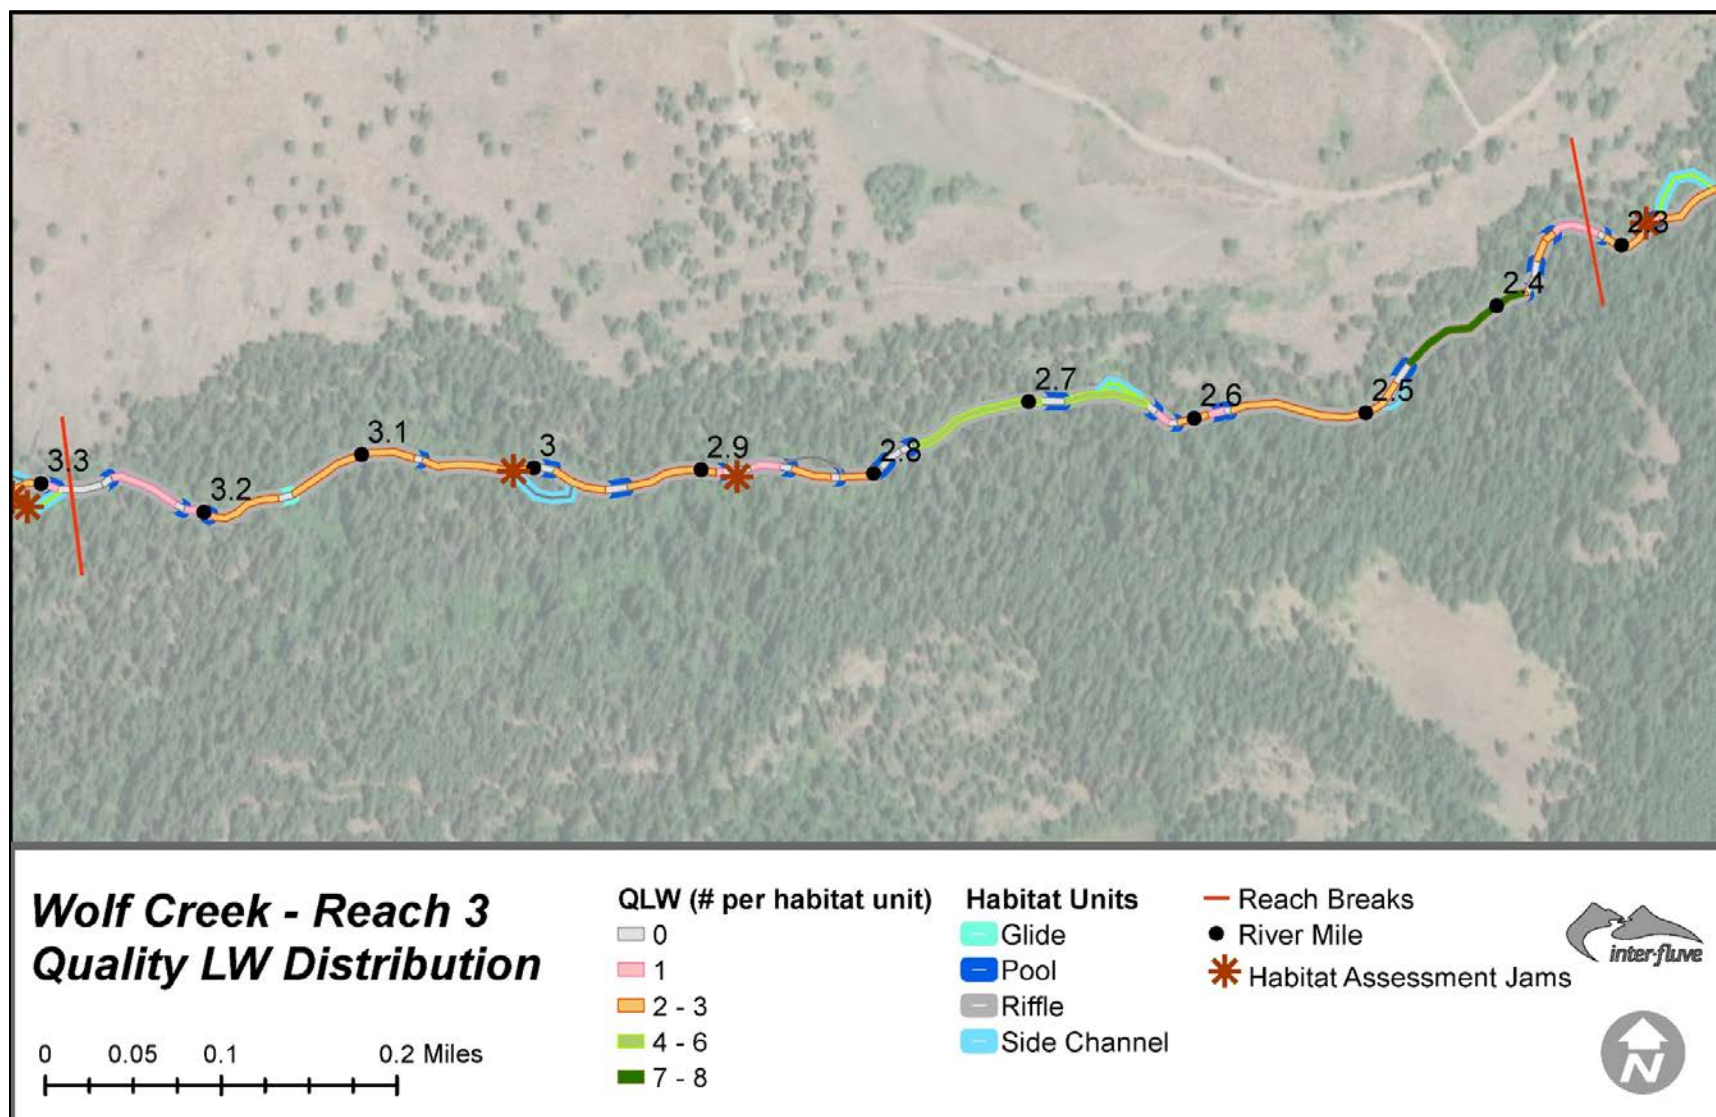 2.3
2.4
2.7
2.6
2.5
3.1
2.9
2.8
3
3.3
3.2
Wolf Creek - Reach 3
Quality LW Distribution
0 0.05 0.1 0.2 Miles
QLW (# per habitat unit)
0
1
2 - 3
4 - 6
7 - 8
Habitat Units
Glide
Pool
Riffle
Side Channel
Reach Breaks
River Mile
Habitat Assessment Jams
inter-fluve
N